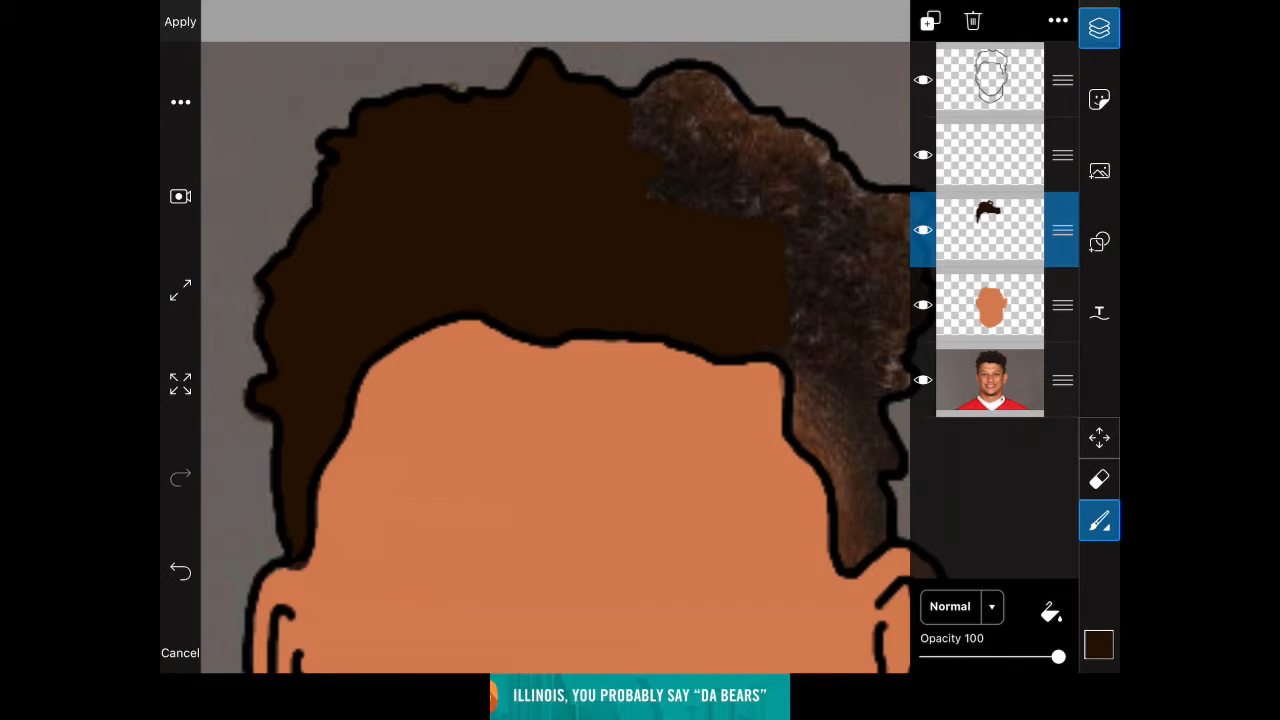 Apply
Normal
Opacity 100
Cancel
ILLINOIS, YOU PROBABLY SAY “DA BEARS”